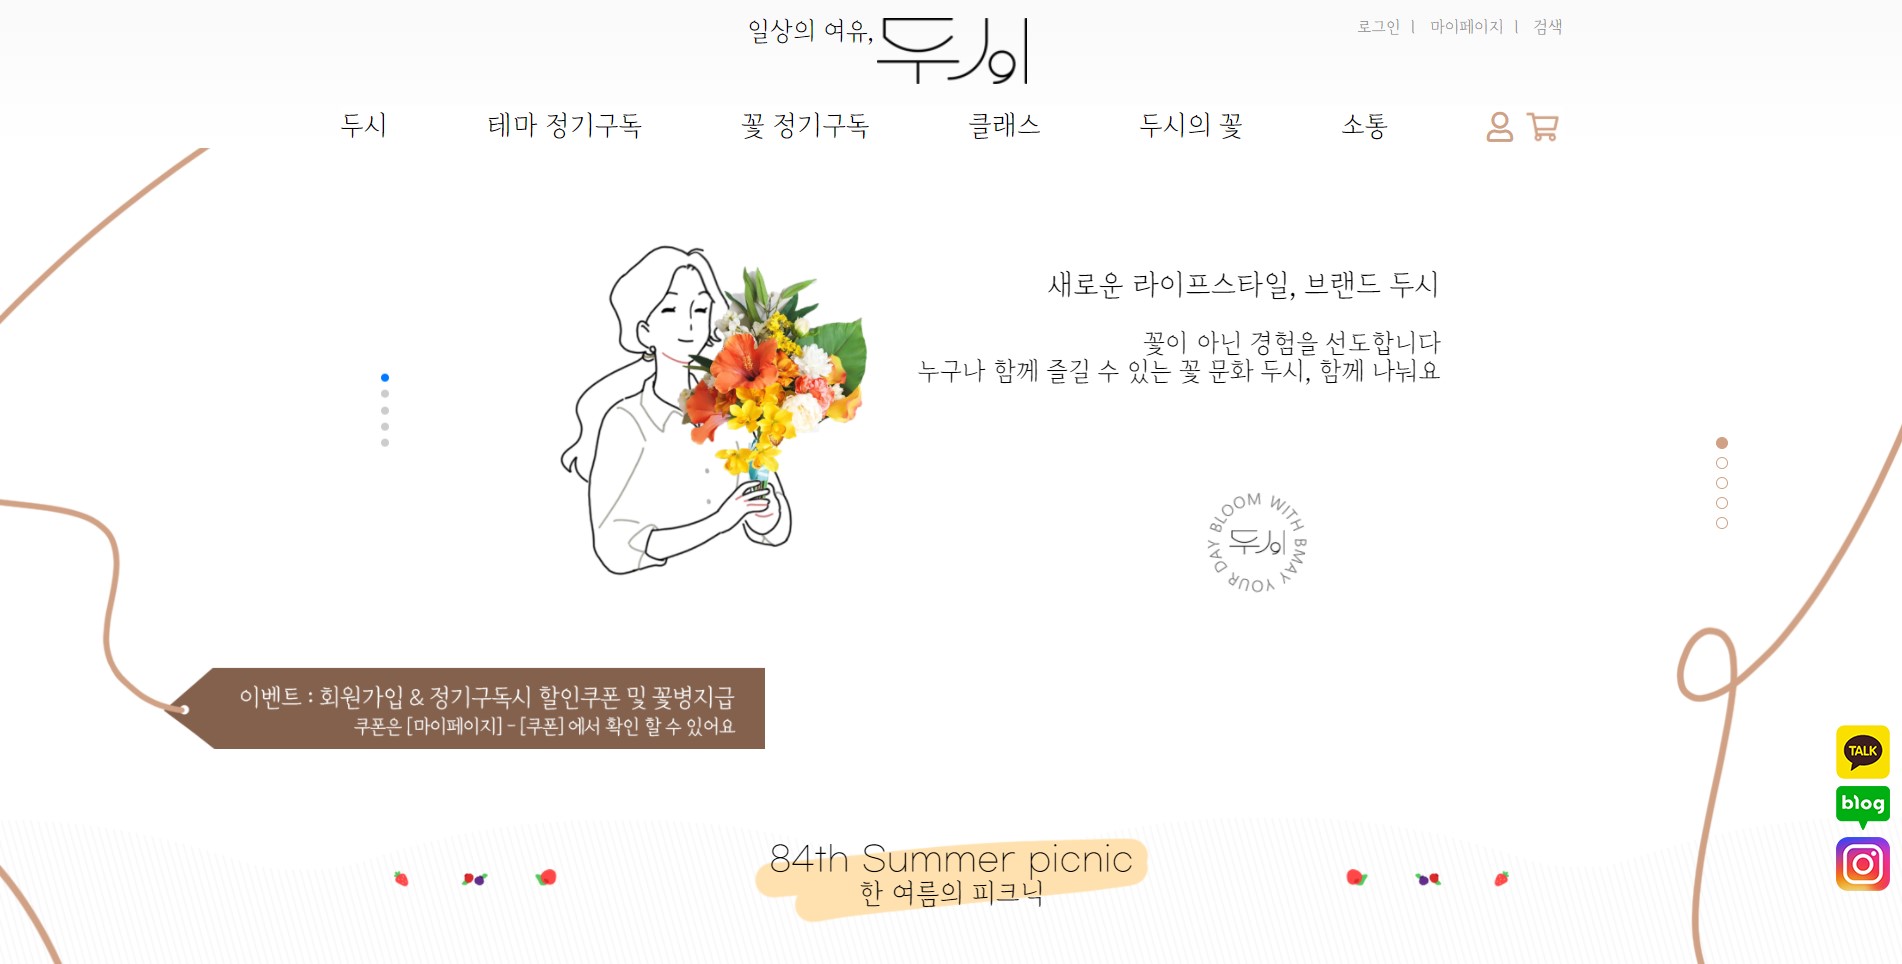 일상의 여유, 두시
로그인 | 마이페이지 | 검색
두시 테마 정기구독 꽃 정기구독 클래스 두시의 꽃 소통
새로운 라이프스타일, 브랜드 두시
꽃이 아닌 경험을 선도합니다
누구나 함께 즐길 수 있는 꽃 문화 두시, 함께 나눠요
MAY YOUR DAY BLOOM WITH B
두시
이벤트 : 회원가입 & 정기구독시 할인쿠폰 및 꽃병지급
쿠폰은 [마이페이지] - [쿠폰] 에서 확인 할 수 있어요
TALK
blog
84th Summer picnic
한 여름의 피크닉